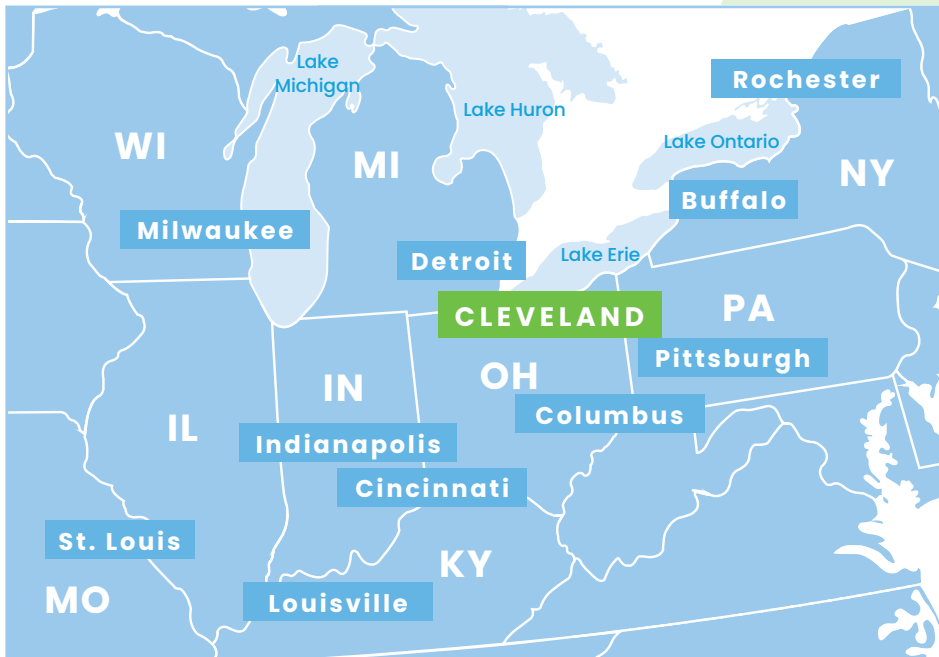 Lake
Michigan
Rochester
Lake Huron
WI
Lake Ontario
MI
NY
Buffalo
Milwaukee
Detroit
Lake Erie
CLEVELAND
PA
Pittsburgh
OH
IN
Columbus
IL
Indianapolis
Cincinnati
St. Louis
KY
MO
Louisville